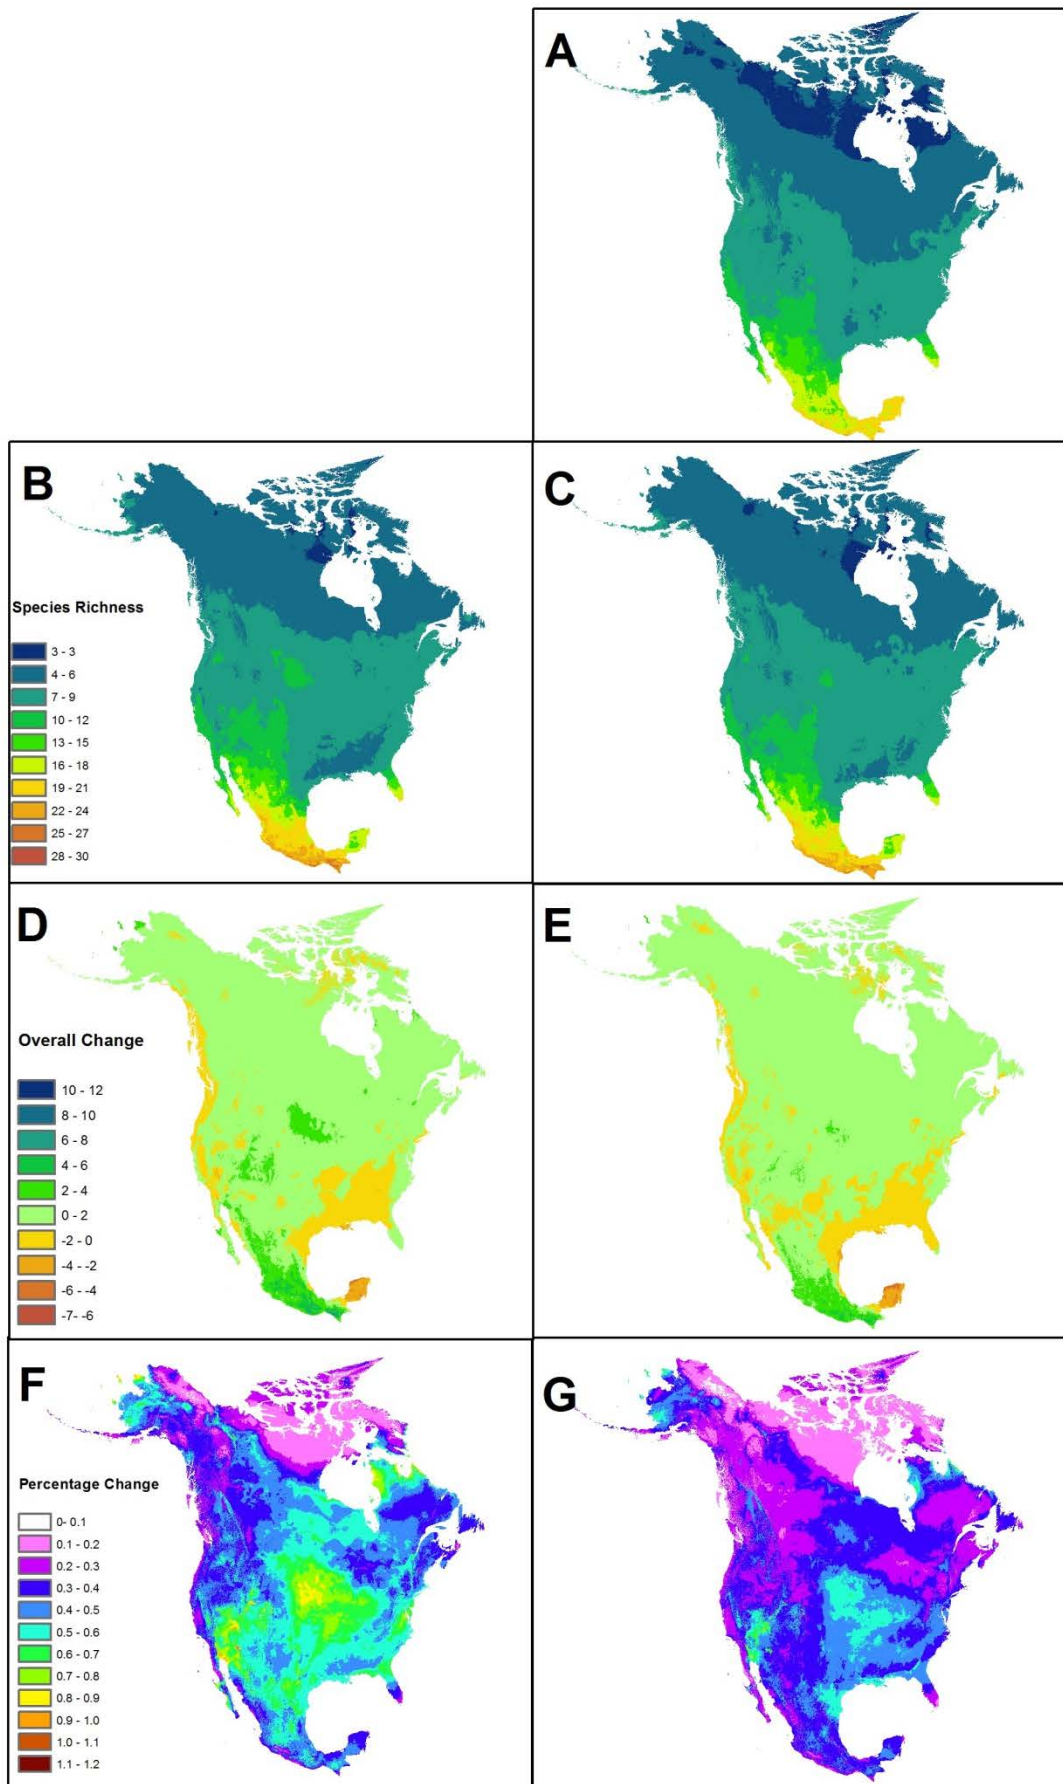 A
B
C
Species Richness
3 - 3
4 - 6
7 - 9
10 - 12
13 - 15
16 - 18
19 - 21
22 - 24
25 - 27
28 - 30
D
E
Overall Change
10 - 12
8 - 10
6 - 8
4 - 6
2 - 4
0 - 2
-2 - 0
-4 - -2
-6 - -4
-7- -6
F
G
Percentage Change
0- 0.1
0.1 - 0.2
0.2 - 0.3
0.3 - 0.4
0.4 - 0.5
0.5 - 0.6
0.6 - 0.7
0.7 - 0.8
0.8 - 0.9
0.9 - 1.0
1.0 - 1.1
1.1 - 1.2